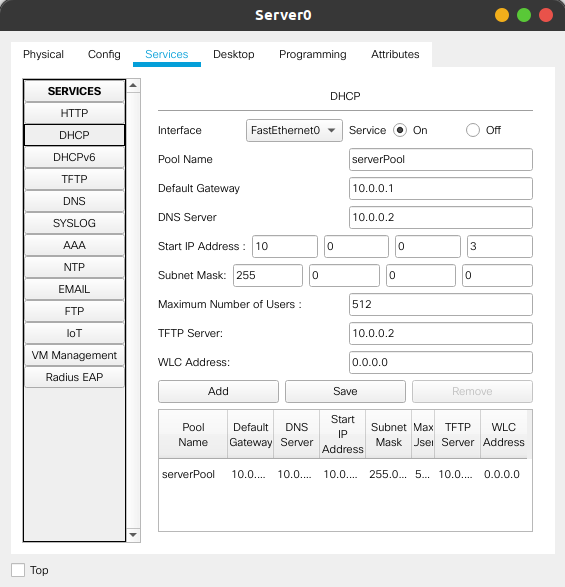 Server0
Physical Config Services Desktop Programming Attributes
SERVICES
HTTP
DHCP
DHCPv6
TFTP
DNS
SYSLOG
AAA
NTP
EMAIL
FTP
IoT
VM Management
Radius EAP
DHCP
Interface FastEthernet0 Service On Off
Pool Name serverPool
Default Gateway 10.0.0.1
DNS Server 10.0.0.2
Start IP Address : 10 0 0 3
Subnet Mask: 255 0 0 0
Maximum Number of Users : 512
TFTP Server: 10.0.0.2
WLC Address: 0.0.0.0
Add Save Remove
Pool Name Default Gateway DNS Server Start IP Address Subnet Mask Max User TFTP Server WLC Address
serverPool 10.0.... 10.0.... 10.0.... 255.0... 5... 10.0.... 0.0.0.0
Top